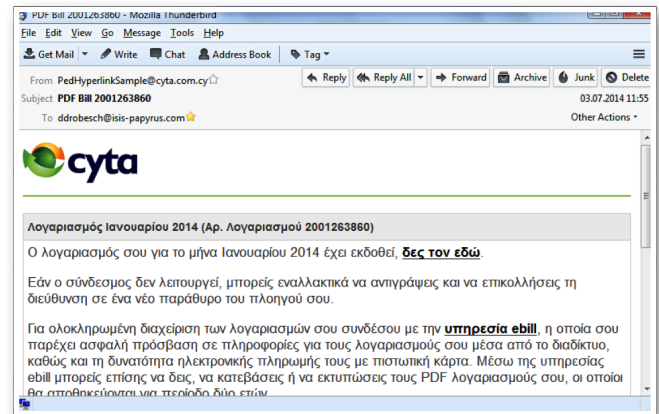 PDF Bill 2001263860 - Mozilla Thunderbird
File Edit View Go Message Tools Help
Get Mail Write Chat Address Book Tag
From PedHyperlinkSample@cyta.com.cy Reply Reply All Forward Archive Junk Delete
Subject PDF Bill 2001263860 03.07.2014 11:55
To ddrobesch@isis-papyrus.com Other Actions
cyta
Λογαριασμός Ιανουαρίου 2014 (Αρ. Λογαριασμού 2001263860)
Ο λογαριασμός σου για το μήνα Ιανουαρίου 2014 έχει εκδοθεί, δες τον εδώ.
Εάν ο σύνδεσμος δεν λειτουργεί, μπορείς εναλλακτικά να αντιγράψεις και να επικολλήσεις τη
διεύθυνση σε ένα νέο παράθυρο του πλοηγού σου.
Για ολοκληρωμένη διαχείριση των λογαριασμών σου συνδέσου με την υπηρεσία ebill, η οποία σου
παρέχει ασφαλή πρόσβαση σε πληροφορίες για τους λογαριασμούς σου μέσα από το διαδίκτυο,
καθώς και τη δυνατότητα ηλεκτρονικής πληρωμής τους με πιστωτική κάρτα. Μέσω της υπηρεσίας
ebill μπορείς επίσης να δεις, να κατεβάσεις ή να εκτυπώσεις τους PDF λογαριασμούς σου, οι οποίοι
θα αποθηκεύονται για περίοδο δύο ετών.